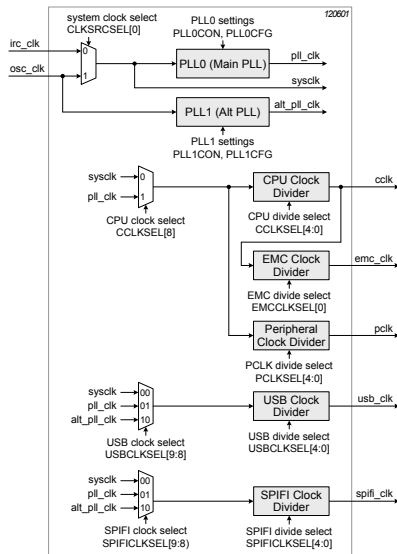 120601
system clock select
CLKSRCSEL[0]
PLL0 settings
PLL0CON, PLL0CFG
irc_clk
0
osc_clk
1
PLL0 (Main PLL)
pll_clk
sysclk
PLL1 (Alt PLL)
alt_pll_clk
PLL1 settings
PLL1CON, PLL1CFG
sysclk
0
pll_clk
1
CPU clock select
CCLKSEL[8]
CPU Clock
Divider
cclk
CPU divide select
CCLKSEL[4:0]
EMC Clock
Divider
emc_clk
EMC divide select
EMCCLKSEL[0]
Peripheral
Clock Divider
pclk
PCLK divide select
PCLKSEL[4:0]
sysclk
00
pll_clk
01
alt_pll_clk
10
USB clock select
USBCLKSEL[9:8]
USB Clock
Divider
usb_clk
USB divide select
USBCLKSEL[4:0]
sysclk
00
pll_clk
01
alt_pll_clk
10
SPIFI clock select
SPIFICLKSEL[9:8)
SPIFI Clock
Divider
spifi_clk
SPIFI divide select
SPIFICLKSEL[4:0]